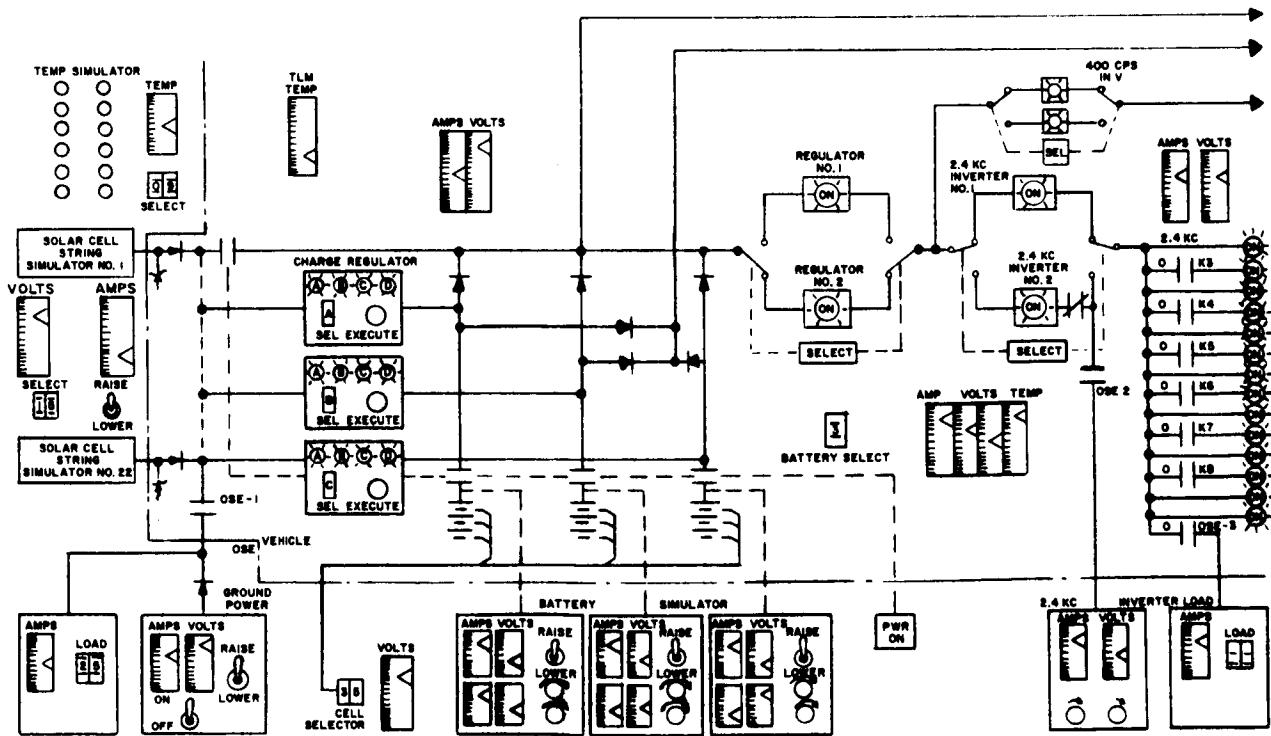 400 CPS
IN V
TEMP SIMULATOR
TEMP
TLM
TEMP
AMPS VOLTS
SEL
AMPS VOLTS
REGULATOR
NO. 1
ON
2.4 KC
INVERTER
NO. 1
ON
SELECT
SOLAR CELL
STRING
SIMULATOR NO. 1
2.4 KC
CHARGE REGULATOR
A B C D
A
SEL EXECUTE
REGULATOR
NO. 2
ON
SELECT
2.4 KC
INVERTER
NO. 2
ON
SELECT
O K3
O K4
O K5
O K6
O K7
O K8
O OSE-3
VOLTS AMPS
SELECT
RAISE
LOWER
A B C D
B
SEL EXECUTE
OSE 2
AMP VOLTS TEMP
SOLAR CELL
STRING
SIMULATOR NO. 22
A B C D
C
SEL EXECUTE
BATTERY SELECT
OSE-1
OSE VEHICLE
GROUND
POWER
AMPS
LOAD
AMPS VOLTS
RAISE
LOWER
ON
OFF
VOLTS
3 5
CELL
SELECTOR
BATTERY SIMULATOR
AMPS VOLTS
RAISE
LOWER
AMPS VOLTS
RAISE
LOWER
AMPS VOLTS
RAISE
LOWER
PWR
ON
2.4 KC INVERTER LOAD
AMPS VOLTS
AMPS
LOAD